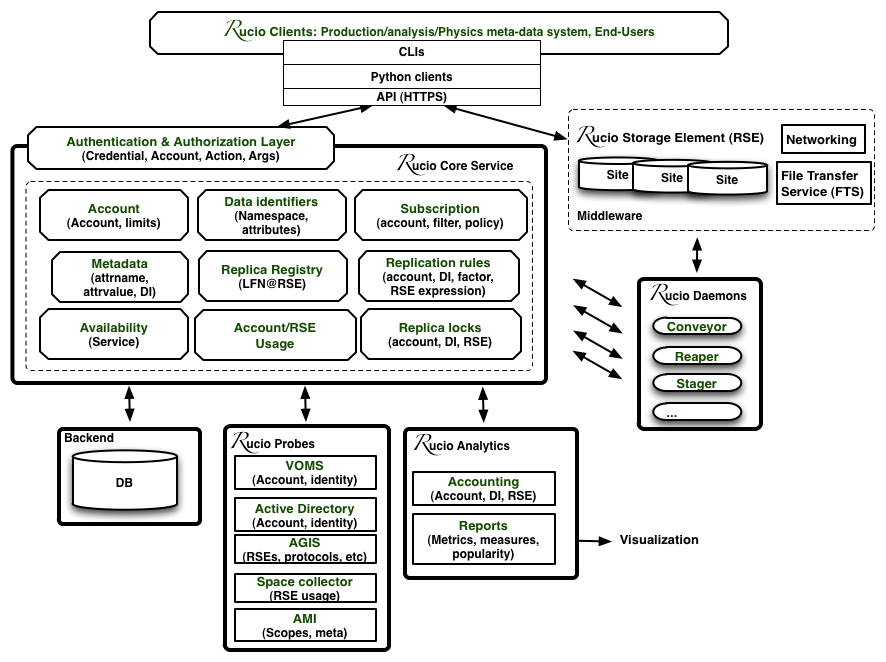 Rucio Clients: Production/analysis/Physics meta-data system, End-Users
CLIs
Python clients
API (HTTPS)
Authentication & Authorization Layer
(Credential, Account, Action, Args)
Rucio Core Service
Account
(Account, limits)
Data identifiers
(Namespace,
attributes)
Subscription
(account, filter, policy)
Metadata
(attrname,
attrvalue, DI)
Replica Registry
(LFN@RSE)
Replication rules
(account, DI, factor,
RSE expression)
Availability
(Service)
Account/RSE
Usage
Replica locks
(account, DI, RSE)
Rucio Storage Element (RSE)
Site
Site
Site
Middleware
Networking
File Transfer
Service (FTS)
Rucio Daemons
Conveyor
Reaper
Stager
...
Backend
DB
Rucio Probes
VOMS
(Account, identity)
Active Directory
(Account, identity)
AGIS
(RSEs, protocols, etc)
Space collector
(RSE usage)
AMI
(Scopes, meta)
Rucio Analytics
Accounting
(Account, DI, RSE)
Reports
(Metrics, measures,
popularity)
Visualization